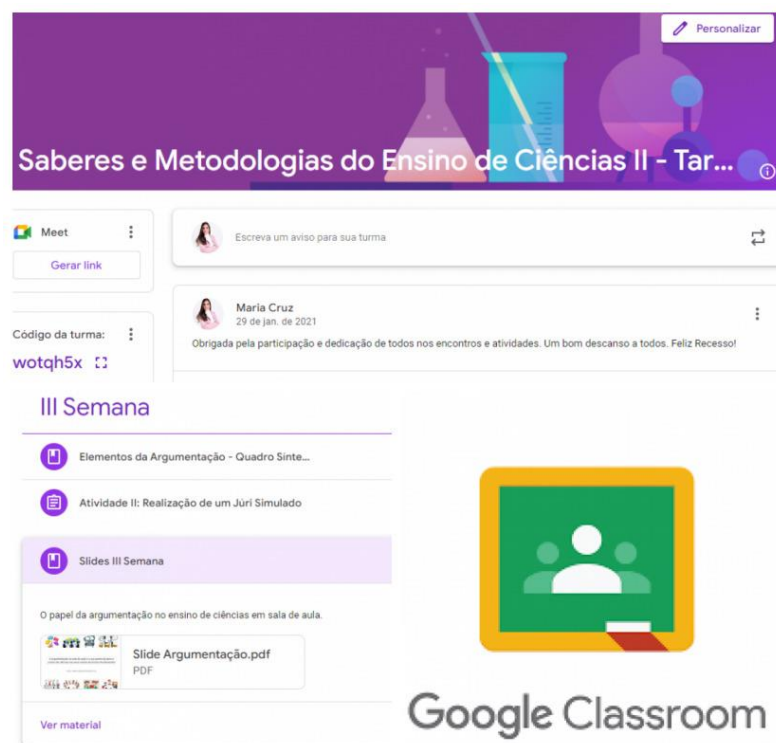 Personalizar
Saberes e Metodologias do Ensino de Ciências II - Tar...
Meet
Gerar link
Escreva um aviso para sua turma
Maria Cruz
29 de jan. de 2021
Obrigada pela participação e dedicação de todos nos encontros e atividades. Um bom descanso a todos. Feliz Recesso!
Código da turma:
wotqh5x
III Semana
Elementos da Argumentação - Quadro Sinte...
Atividade II: Realização de um Júri Simulado
Slides III Semana
O papel da argumentação no ensino de ciências em sala de aula.
Slide Argumentação.pdf
PDF
Ver material
Google Classroom